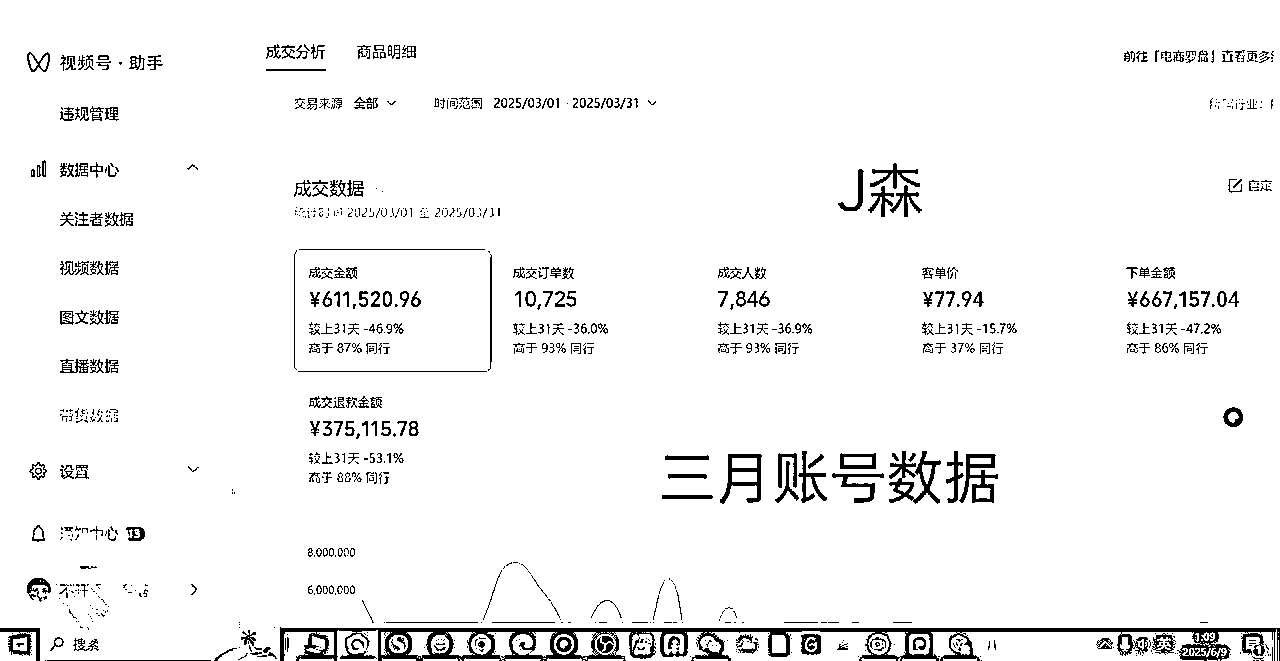 视频号·助手
违规管理
数据中心
关注者数据
视频数据
图文数据
直播数据
带货数据
设置
通知中心 13
成交分析 商品明细
前往「电商罗盘」查看更多
交易来源 全部 时间范围 2025/03/01 - 2025/03/31
成交数据
统计时间 2025/03/01 至 2025/03/31
J森
自定
成交金额
¥611,520.96
较上31天 -46.9%
高于 87% 同行
成交订单数
10,725
较上31天 -36.0%
高于 93% 同行
成交人数
7,846
较上31天 -36.9%
高于 93% 同行
客单价
¥77.94
较上31天 -15.7%
高于 37% 同行
下单金额
¥667,157.04
较上31天 -47.2%
高于 86% 同行
成交退款金额
¥375,115.78
较上31天 -53.1%
高于 88% 同行
三月账号数据
8,000,000
6,000,000
搜索
英
1:09
2025/6/9